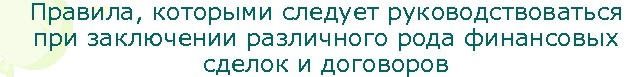 Правила, которыми следует руководствоваться
при заключении различного рода финансовых
сделок и договоров